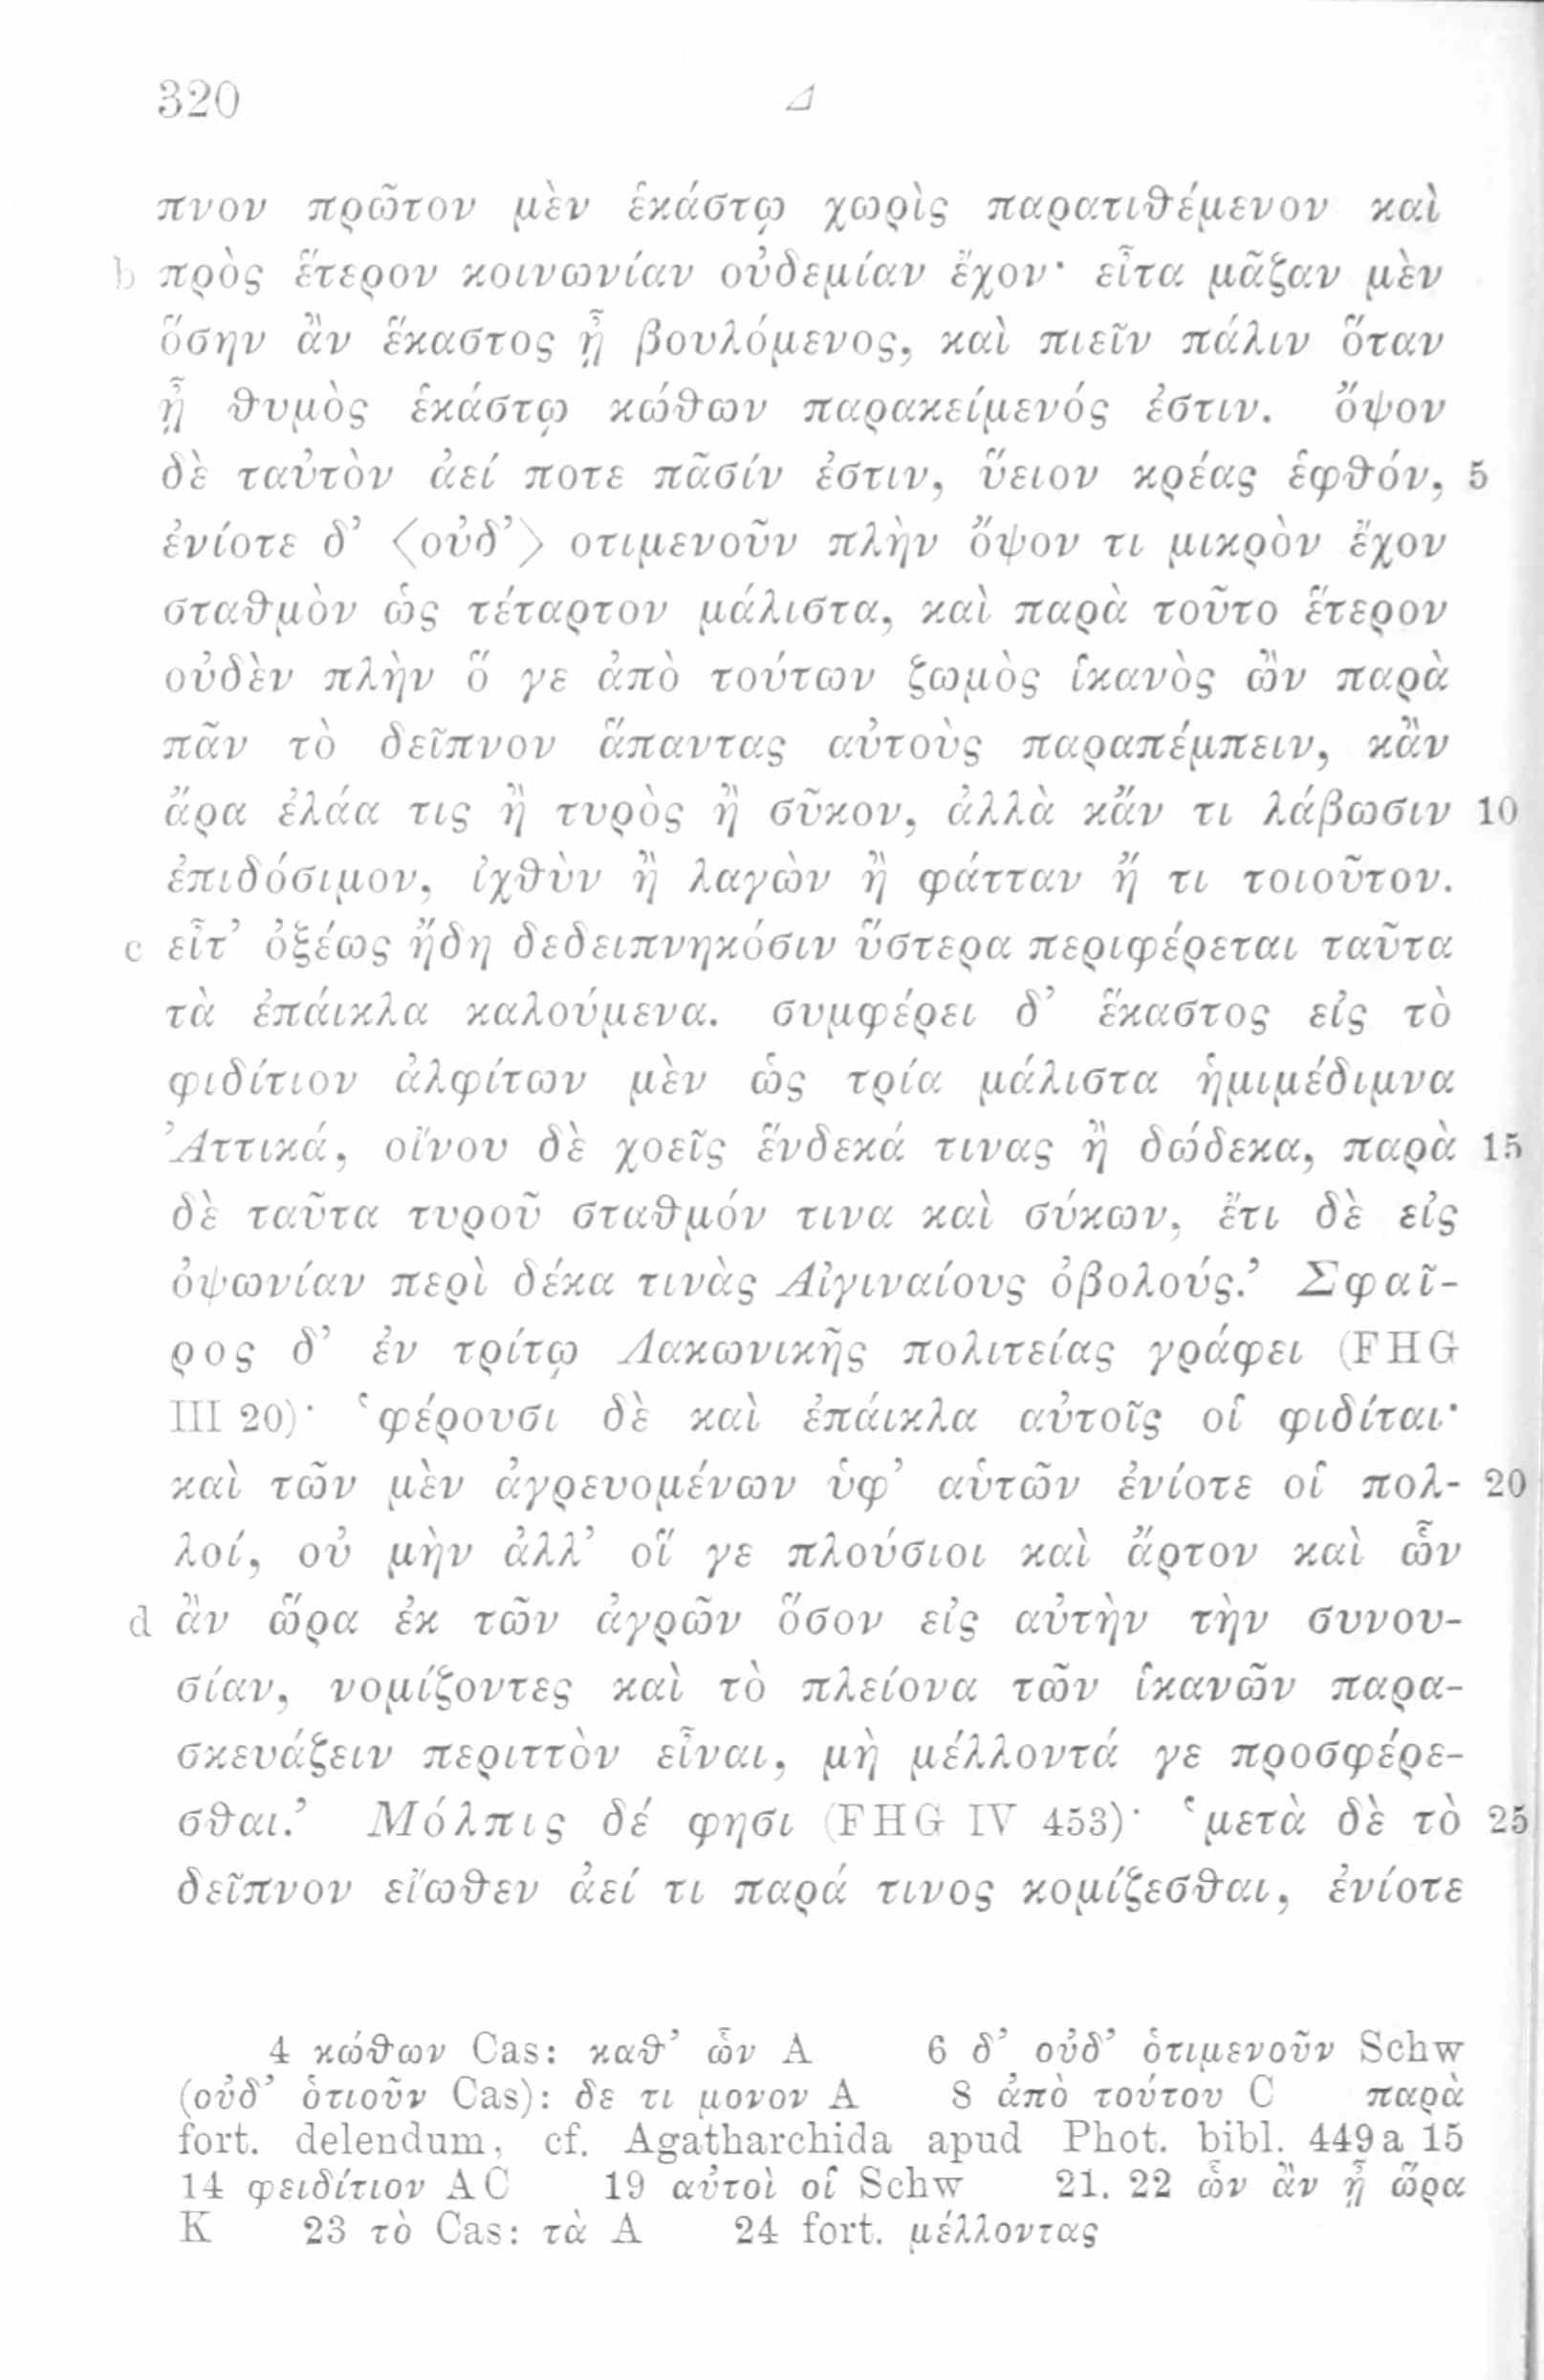 320 Δ
πνον πρῶτον μὲν ἑκάστῳ χωρὶς παρατιθέμενον καὶ
b πρὸς ἕτερον κοινωνίαν οὐδεμίαν ἔχον· εἶτα μᾶζαν μὲν
ὅσην ἂν ἕκαστος ᾖ βουλόμενος, καὶ πιεῖν πάλιν ὅταν
ᾖ θυμὸς ἑκάστῳ κώθων παρακείμενός ἐστιν. ὄψον
δὲ ταὐτὸν ἀεί ποτε πᾶσίν ἐστιν, ὕειον κρέας ἑφθόν, 5
ἐνίοτε δ’ <οὐδ’> οτιμενοῦν πλὴν ὄψον τι μικρὸν ἔχον
σταθμὸν ὡς τέταρτον μάλιστα, καὶ παρὰ τοῦτο ἕτερον
οὐδὲν πλὴν ὅ γε ἀπὸ τούτων ζωμὸς ἱκανὸς ὢν παρὰ
πᾶν τὸ δεῖπνον ἅπαντας αὐτοὺς παραπέμπειν, κἂν
ἄρα ἐλάα τις ἢ τυρὸς ἢ σῦκον, ἀλλὰ κἄν τι λάβωσιν 10
ἐπιδόσιμον, ἰχθὺν ἢ λαγὼν ἢ φάτταν ἤ τι τοιοῦτον.
c εἶτ’ ὀξέως ἤδη δεδειπνηκόσιν ὕστερα περιφέρεται ταῦτα
τὰ ἐπάικλα καλούμενα. συμφέρει δ’ ἕκαστος εἰς τὸ
φιδίτιον ἀλφίτων μὲν ὡς τρία μάλιστα ἡμιμέδιμνα
Ἀττικά, οἴνου δὲ χοεῖς ἕνδεκά τινας ἢ δώδεκα, παρὰ 15
δὲ ταῦτα τυροῦ σταθμόν τινα καὶ σύκων, ἔτι δὲ εἰς
ὀψωνίαν περὶ δέκα τινὰς Αἰγιναίους ὀβολούς.’ Σφαῖ-
ρος δ’ ἐν τρίτῳ Λακωνικῆς πολιτείας γράφει (FHG
III 20)· ‘φέρουσι δὲ καὶ ἐπάικλα αὐτοῖς οἱ φιδίται·
καὶ τῶν μὲν ἀγρευομένων ὑφ’ αὑτῶν ἐνίοτε οἱ πολ- 20
λοί, οὐ μὴν ἀλλ’ οἵ γε πλούσιοι καὶ ἄρτον καὶ ὧν
d ἂν ὥρα ἐκ τῶν ἀγρῶν ὅσον εἰς αὐτὴν τὴν συνου-
σίαν, νομίζοντες καὶ τὸ πλείονα τῶν ἱκανῶν παρα-
σκευάζειν περιττὸν εἶναι, μὴ μέλλοντά γε προσφέρε-
σθαι.’ Μόλπις δέ φησι (FHG IV 453)· ‘μετὰ δὲ τὸ 25
δεῖπνον εἴωθεν ἀεί τι παρά τινος κομίζεσθαι, ἐνίοτε
4 κώθων Cas: καθ’ ὧν A 6 δ’ οὐδ’ ὁτιμενοῦν Schw
(οὐδ’ ὁτιοῦν Cas): δε τι μονον A 8 ἀπὸ τούτου C παρὰ
fort. delendum, cf. Agatharchida apud Phot. bibl. 449a 15
14 φειδίτιον AC 19 αὐτοὶ οἱ Schw 21. 22 ὧν ἂν ᾖ ὥρα
K 23 τὸ Cas: τὰ A 24 fort. μέλλοντας